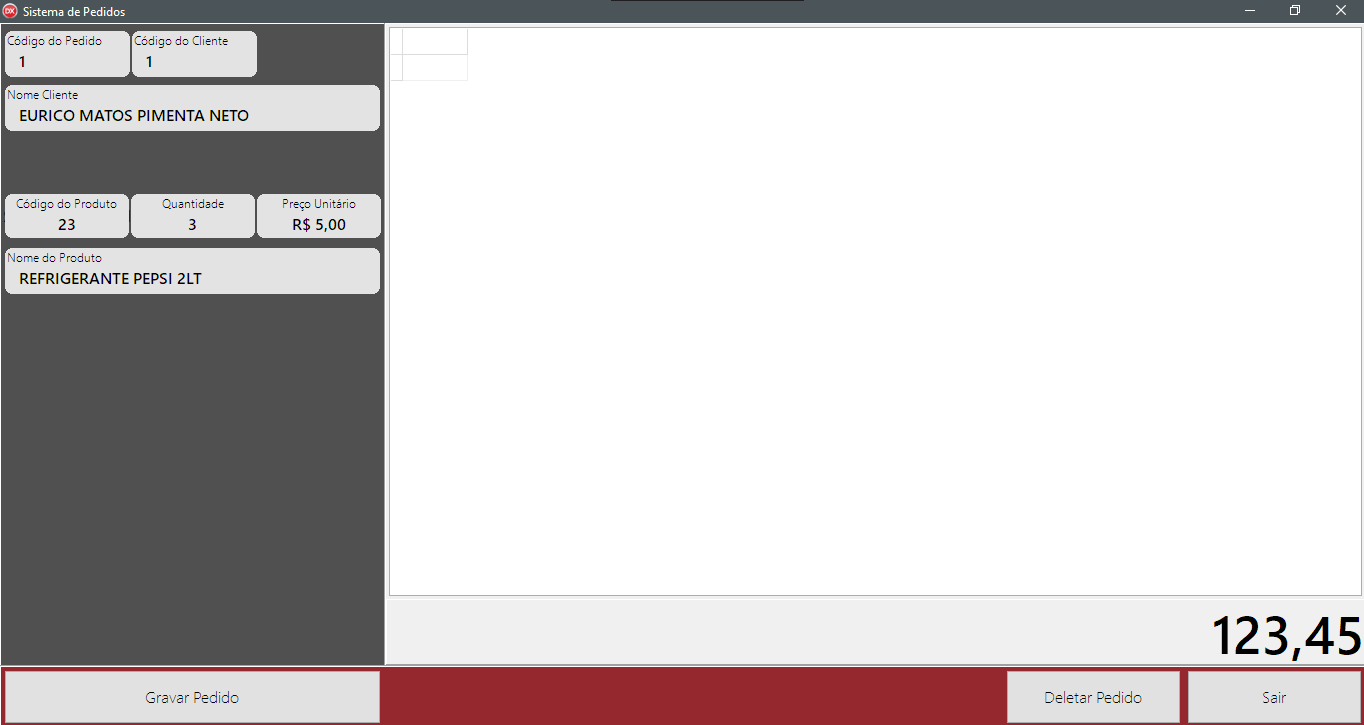 DX Sistema de Pedidos
Código do Pedido Código do Cliente
1 1
Nome Cliente
EURICO MATOS PIMENTA NETO
Código do Produto Quantidade Preço Unitário
23 3 R$ 5,00
Nome do Produto
REFRIGERANTE PEPSI 2LT
123,45
Gravar Pedido Deletar Pedido Sair